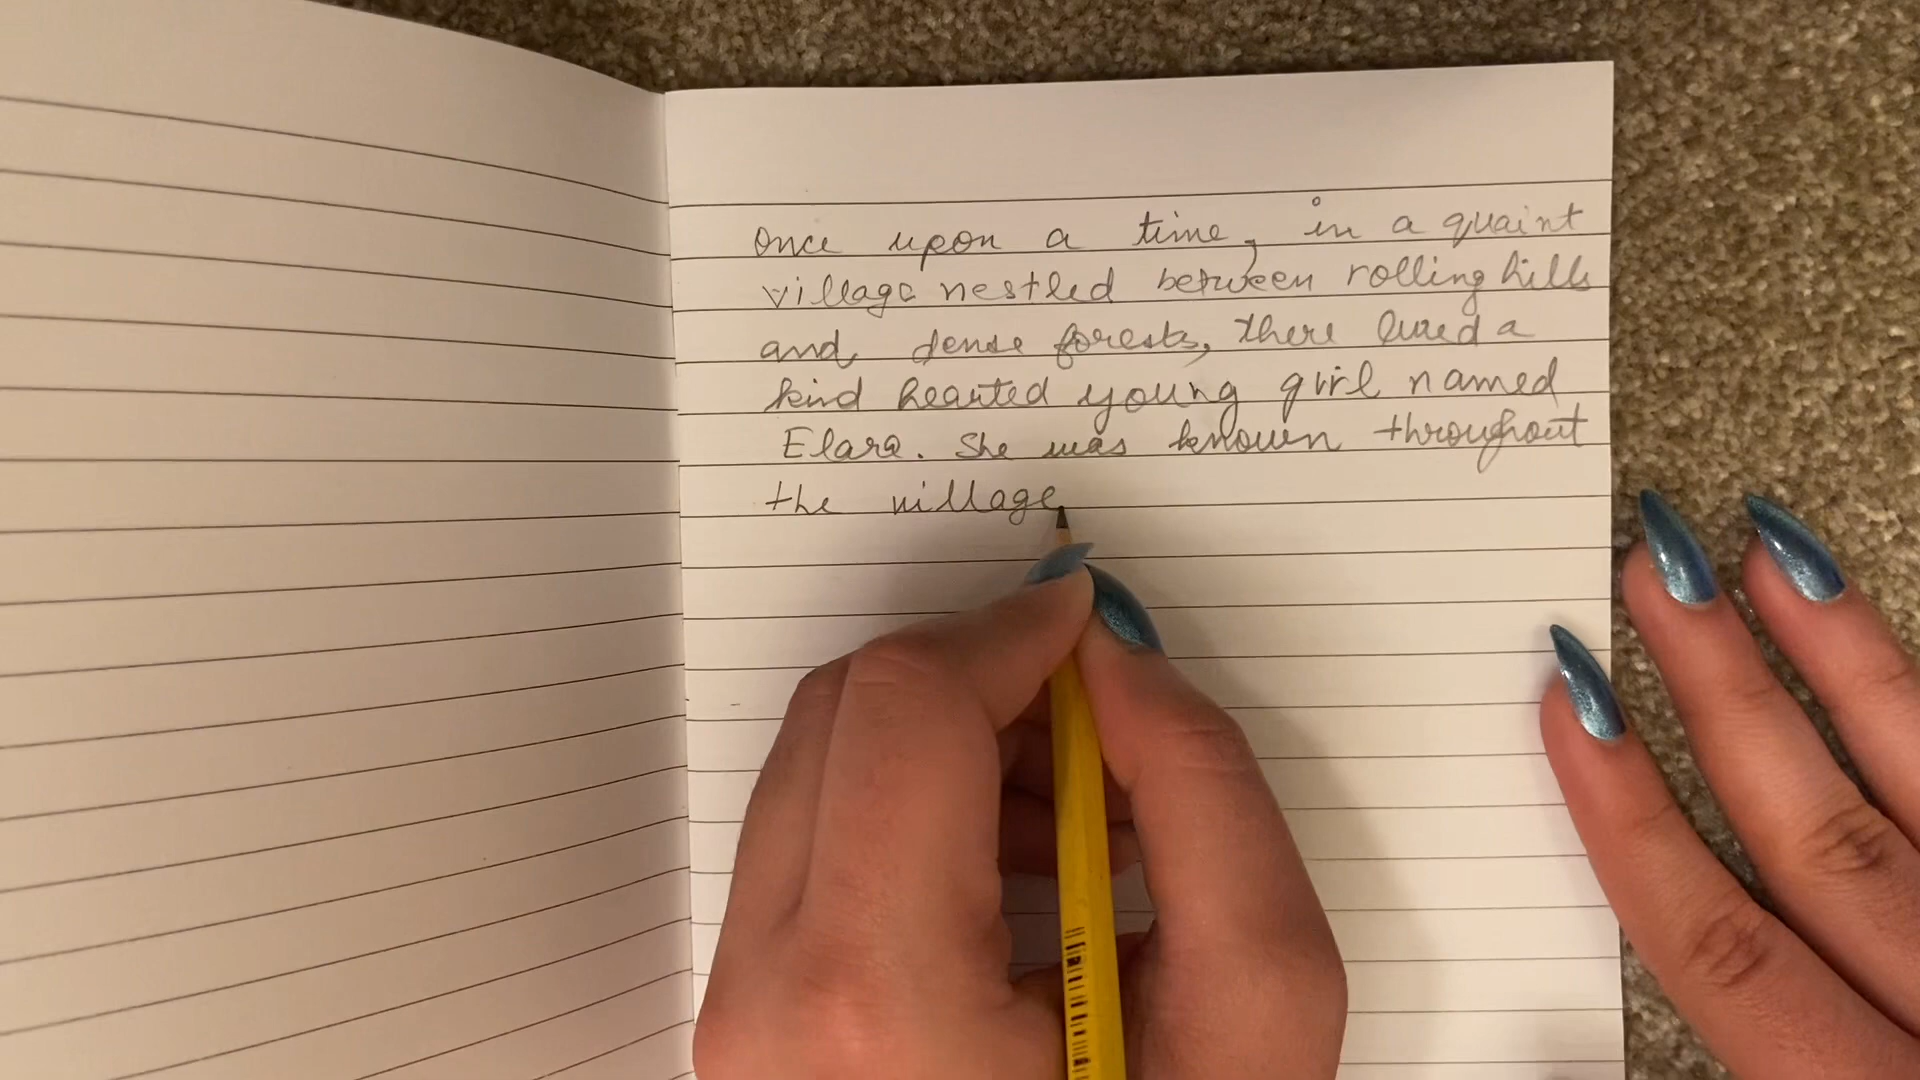 Once upon a time, in a quaint
village nestled between rolling hills
and dense forests, there lived a
kind hearted young girl named
Elara. She was known throughout
the village